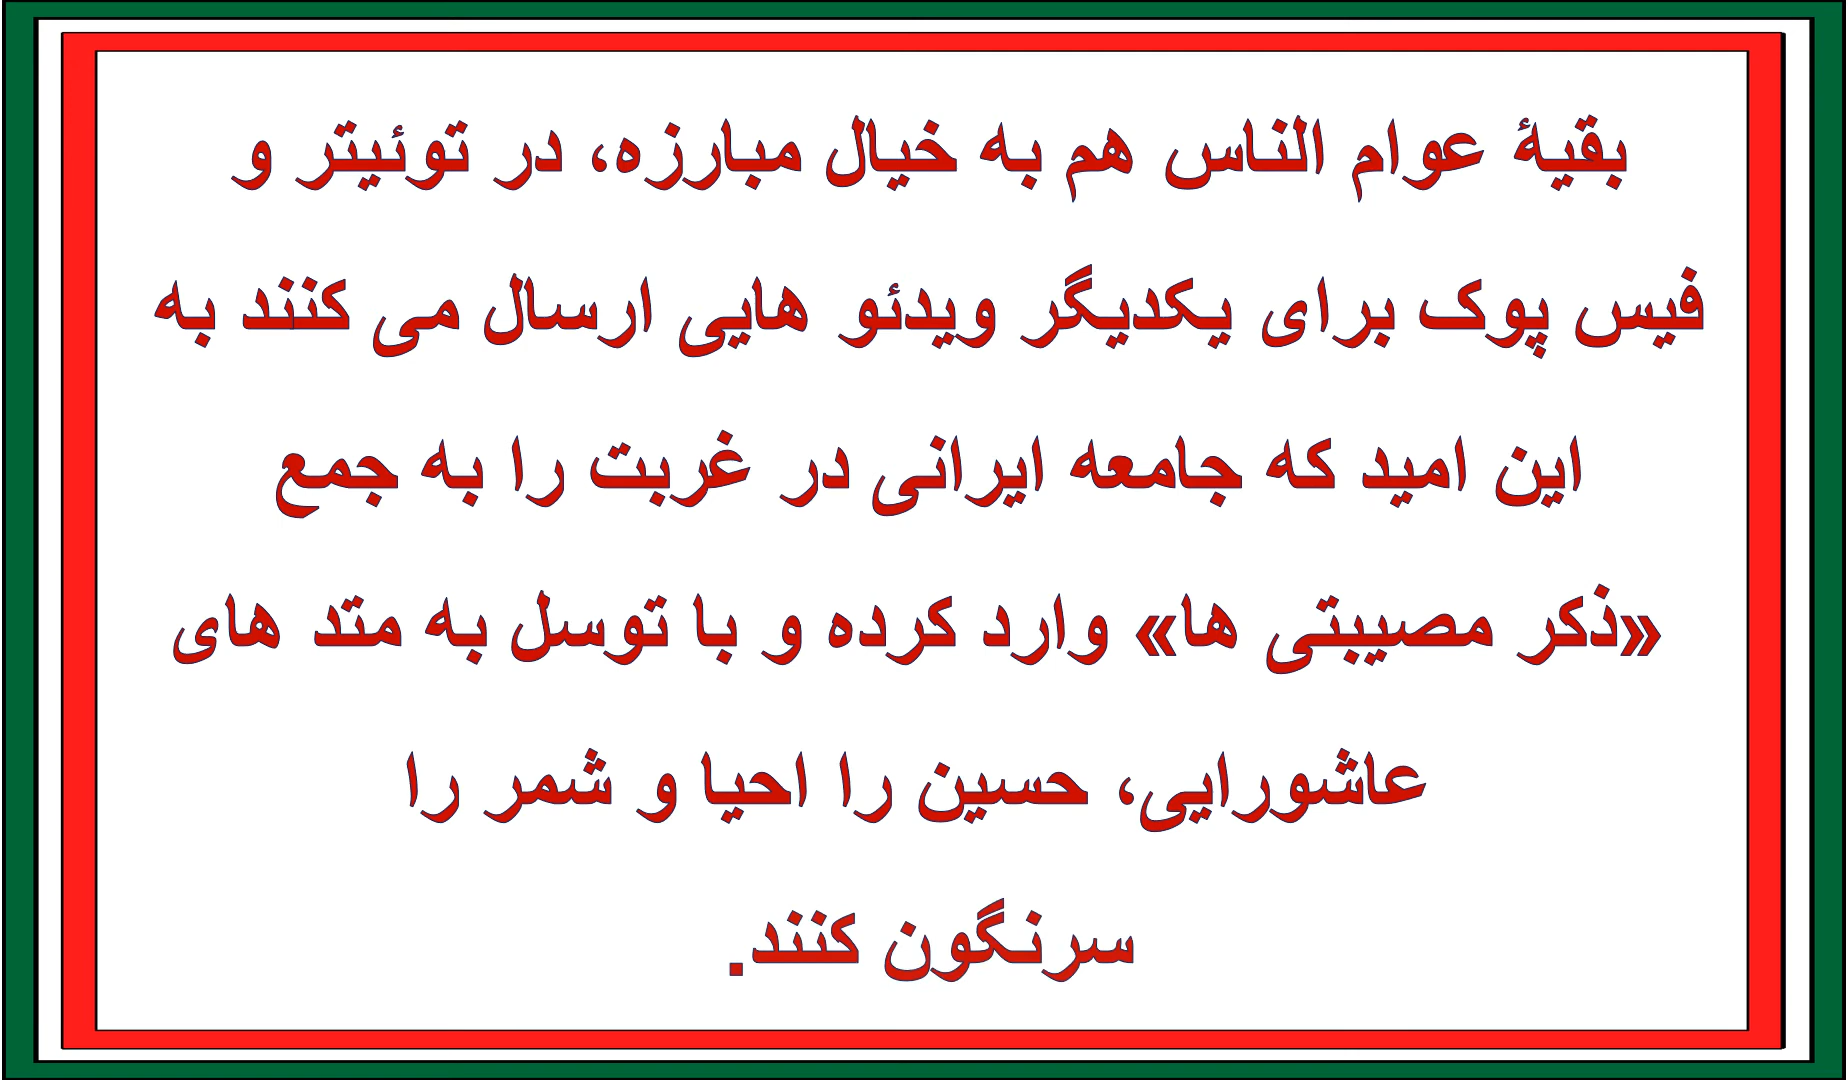 بقیۀ عوام الناس هم به خیال مبارزه، در توئیتر و
فیس پوک برای یکدیگر ویدئو هایی ارسال می کنند به
این امید که جامعه ایرانی در غربت را به جمع
«ذکر مصیبتی ها» وارد کرده و با توسل به متد های
عاشورایی، حسین را احیا و شمر را
سرنگون کنند.